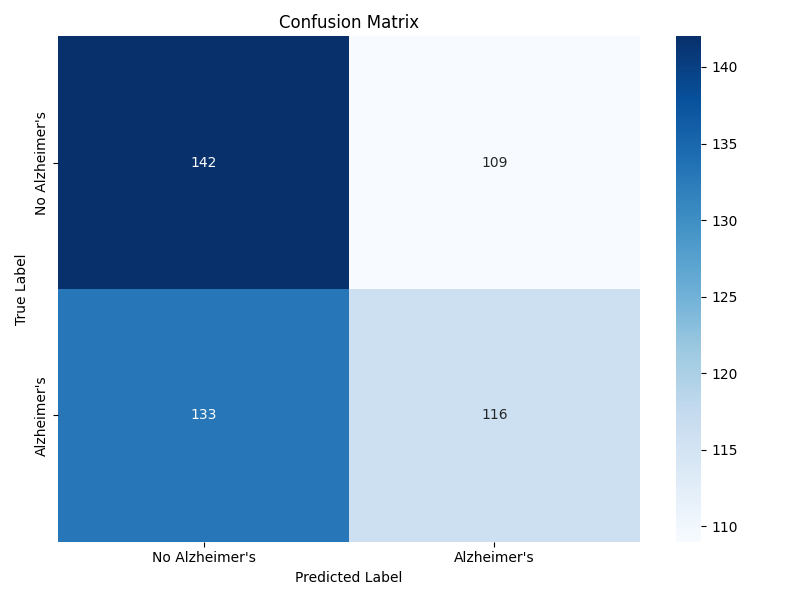 Confusion Matrix
True Label
No Alzheimer's
142
109
Alzheimer's
133
116
No Alzheimer's
Alzheimer's
Predicted Label
140
135
130
125
120
115
110